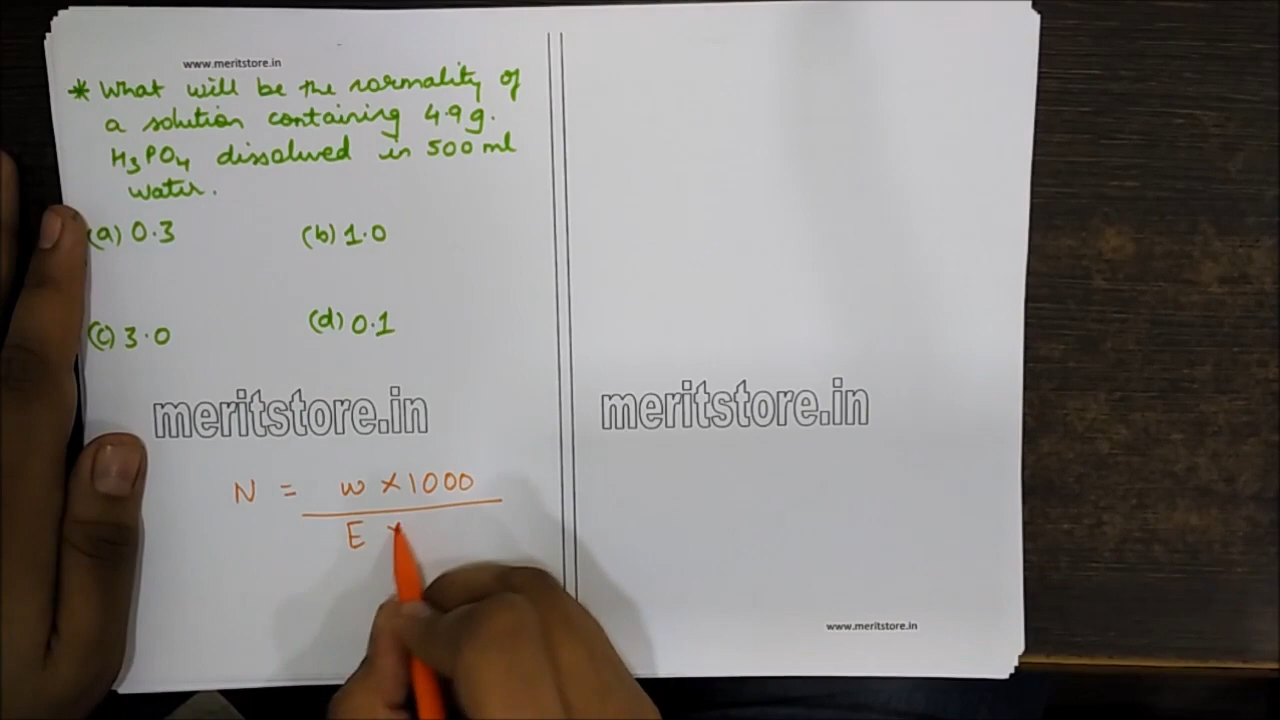 www.meritstore.in
* What will be the normality of
a solution containing 4.9 g.
H₃PO₄ dissolved in 500 ml
water.
(a) 0.3
(b) 1.0
(c) 3.0
(d) 0.1
meritstore.in
N = w × 1000
E ×
meritstore.in
www.meritstore.in